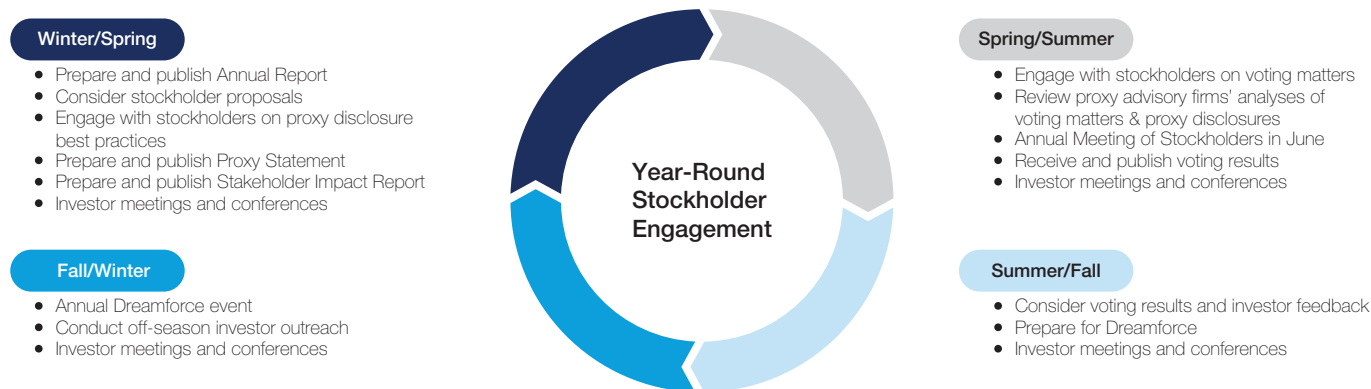 Winter/Spring
• Prepare and publish Annual Report
• Consider stockholder proposals
• Engage with stockholders on proxy disclosure
best practices
• Prepare and publish Proxy Statement
• Prepare and publish Stakeholder Impact Report
• Investor meetings and conferences
Fall/Winter
• Annual Dreamforce event
• Conduct off-season investor outreach
• Investor meetings and conferences
Year-Round
Stockholder
Engagement
Spring/Summer
• Engage with stockholders on voting matters
• Review proxy advisory firms' analyses of
voting matters & proxy disclosures
• Annual Meeting of Stockholders in June
• Receive and publish voting results
• Investor meetings and conferences
Summer/Fall
• Consider voting results and investor feedback
• Prepare for Dreamforce
• Investor meetings and conferences